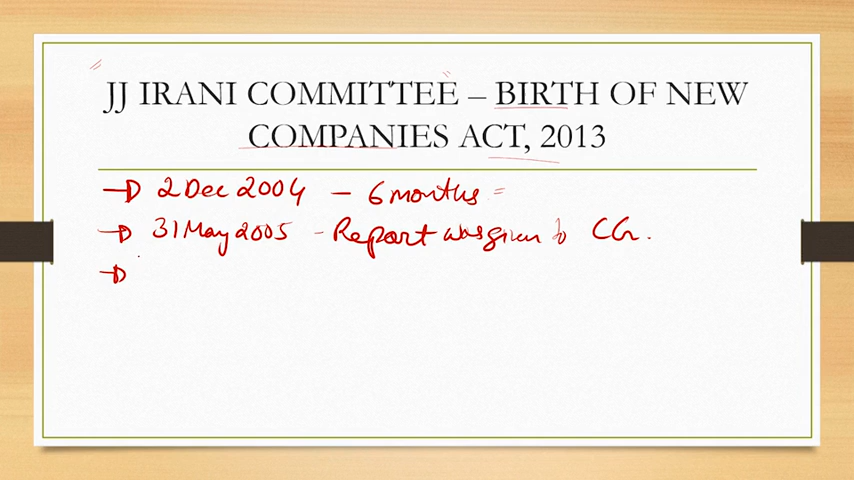 JJ IRANI COMMITTEE – BIRTH OF NEW
COMPANIES ACT, 2013
→ 2 Dec 2004 – 6 months =
→ 31 May 2005 – Report was given to CG.
→